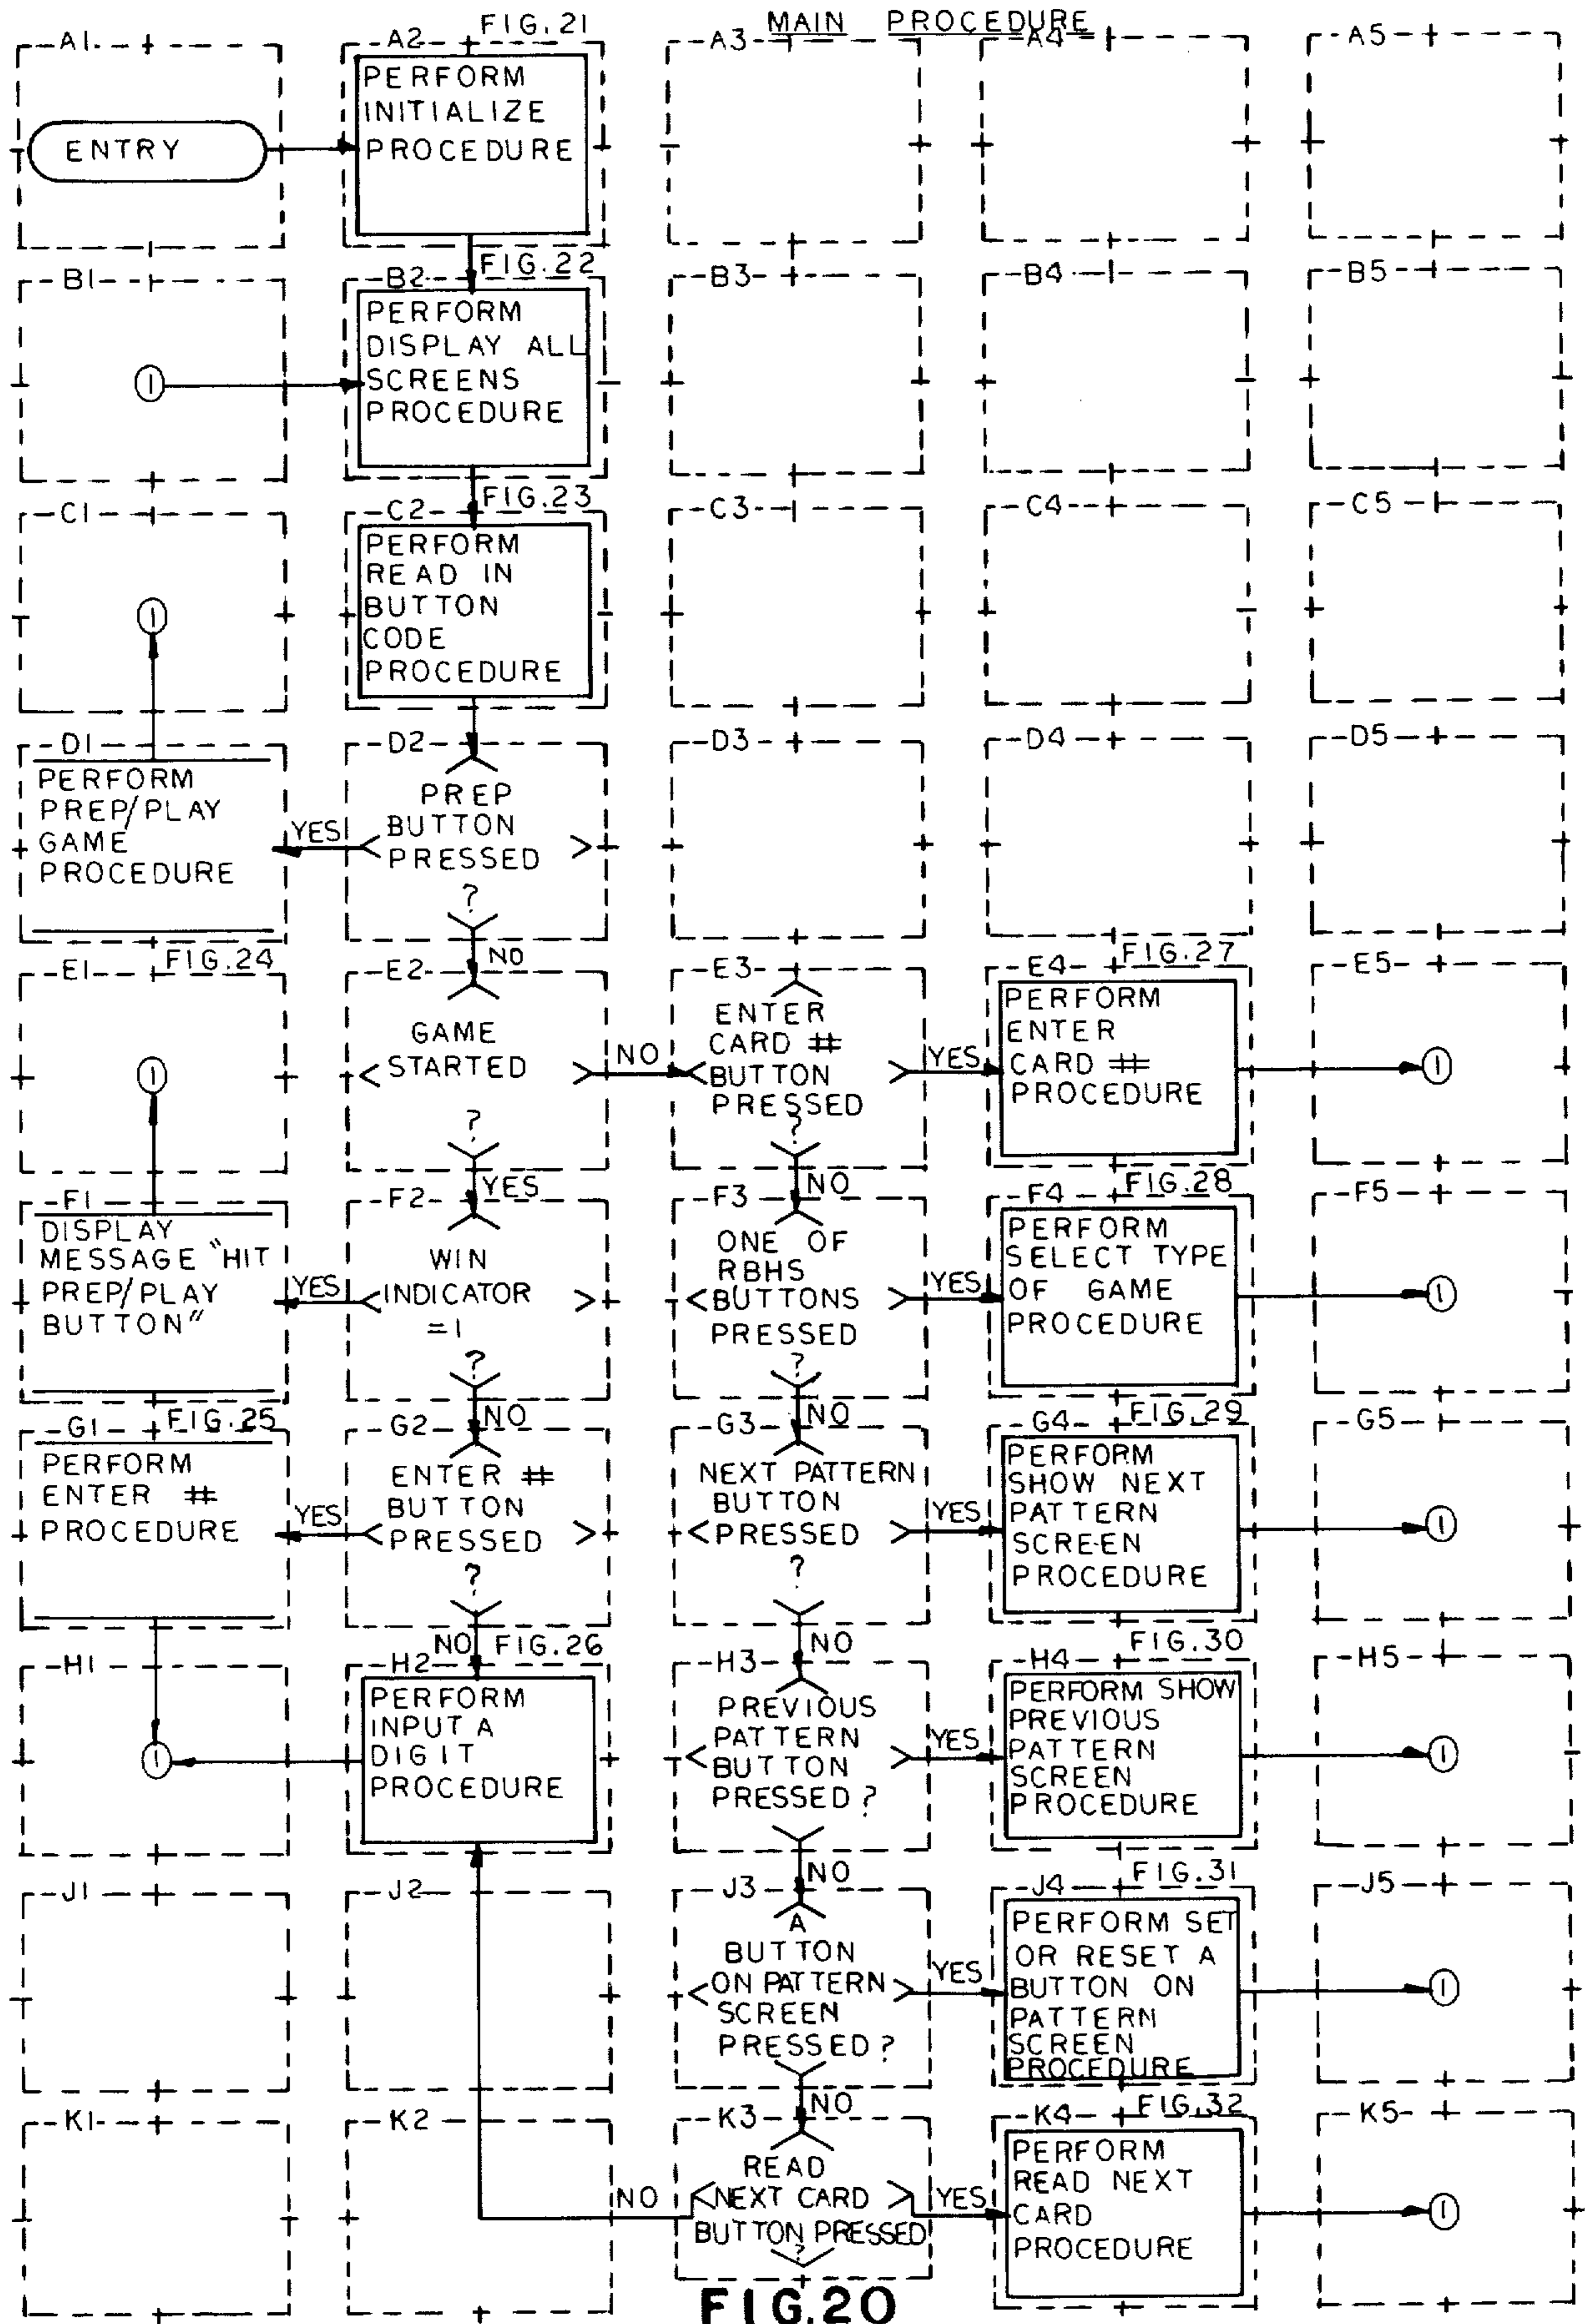 MAIN PROCEDURE
A1
FIG.21
A2
A3
A4
A5
ENTRY
PERFORM
INITIALIZE
PROCEDURE
B1
FIG.22
B2
B3
B4
B5
1
PERFORM
DISPLAY ALL
SCREENS
PROCEDURE
C1
FIG.23
C2
C3
C4
C5
1
PERFORM
READ IN
BUTTON
CODE
PROCEDURE
D1
D2
D3
D4
D5
PERFORM
PREP/PLAY
GAME
PROCEDURE
YES
PREP
BUTTON
PRESSED
?
NO
FIG.24
E1
E2
E3
FIG.27
E4
E5
1
GAME
STARTED
?
YES
NO
ENTER
CARD #
BUTTON
PRESSED
?
NO
YES
PERFORM
ENTER
CARD #
PROCEDURE
1
F1
F2
F3
FIG.28
F4
F5
DISPLAY
MESSAGE "HIT
PREP/PLAY
BUTTON"
YES
WIN
INDICATOR
=1
?
NO
ONE OF
RBHS
BUTTONS
PRESSED
?
NO
YES
PERFORM
SELECT TYPE
OF GAME
PROCEDURE
1
FIG.25
G1
G2
G3
FIG.29
G4
G5
PERFORM
ENTER #
PROCEDURE
YES
ENTER #
BUTTON
PRESSED
?
NO
NEXT PATTERN
BUTTON
PRESSED
?
NO
YES
PERFORM
SHOW NEXT
PATTERN
SCREEN
PROCEDURE
1
H1
FIG.26
H2
H3
FIG.30
H4
H5
1
PERFORM
INPUT A
DIGIT
PROCEDURE
PREVIOUS
PATTERN
BUTTON
PRESSED?
NO
YES
PERFORM SHOW
PREVIOUS
PATTERN
SCREEN
PROCEDURE
1
J1
J2
J3
FIG.31
J4
J5
A
BUTTON
ON PATTERN
SCREEN
PRESSED?
NO
YES
PERFORM SET
OR RESET A
BUTTON ON
PATTERN
SCREEN
PROCEDURE
1
K1
K2
K3
FIG.32
K4
K5
NO
READ
NEXT CARD
BUTTON PRESSED
?
YES
PERFORM
READ NEXT
CARD
PROCEDURE
1
FIG.20